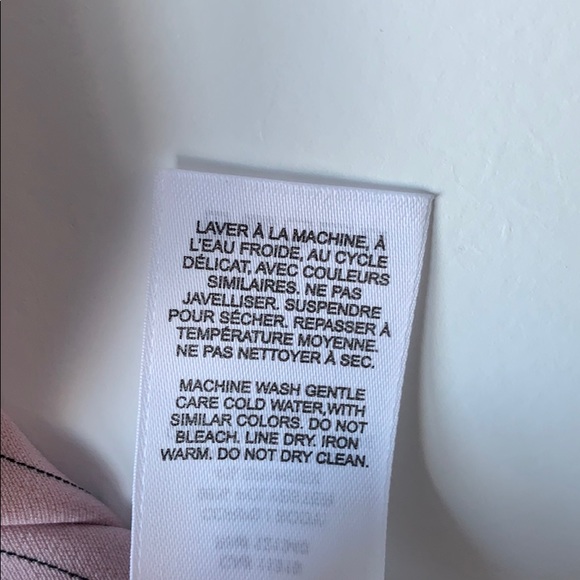 LAVER À LA MACHINE, À
L'EAU FROIDE, AU CYCLE
DÉLICAT, AVEC COULEURS
SIMILAIRES. NE PAS
JAVELLISER. SUSPENDRE
POUR SÉCHER. REPASSER À
TEMPÉRATURE MOYENNE.
NE PAS NETTOYER À SEC.
MACHINE WASH GENTLE
CARE COLD WATER,WITH
SIMILAR COLORS. DO NOT
BLEACH. LINE DRY. IRON
WARM. DO NOT DRY CLEAN.